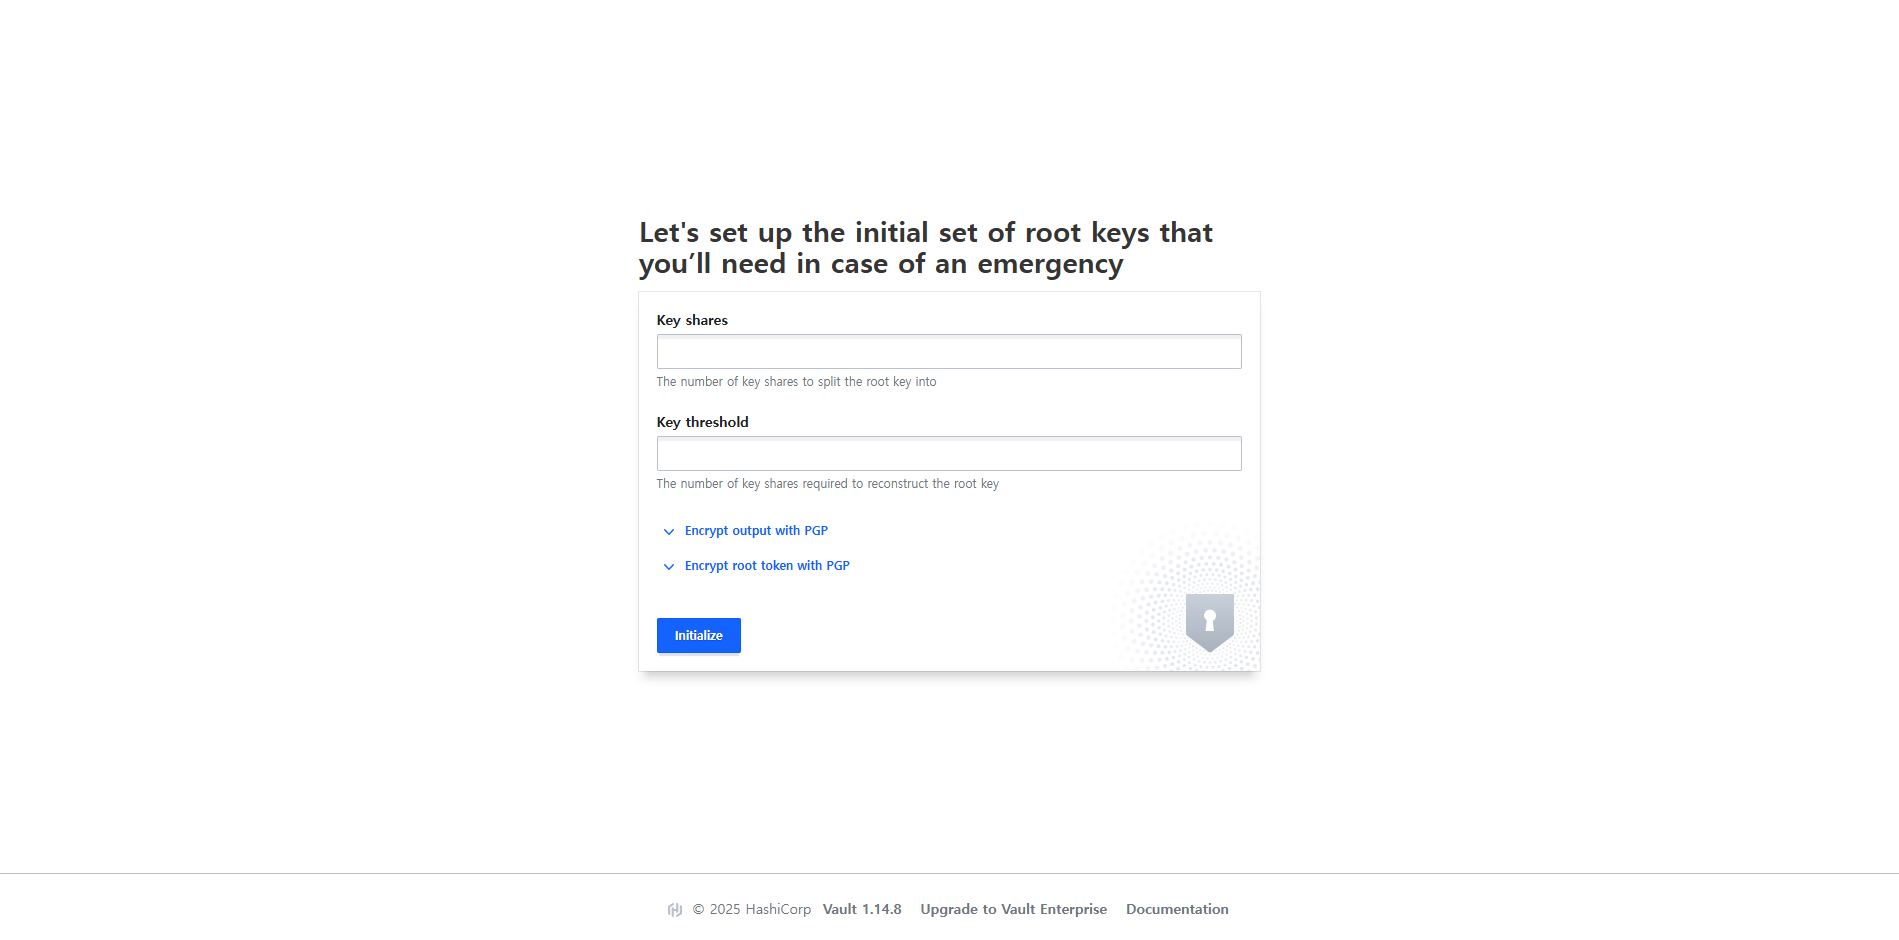 Let's set up the initial set of root keys that
you’ll need in case of an emergency
Key shares
The number of key shares to split the root key into
Key threshold
The number of key shares required to reconstruct the root key
Encrypt output with PGP
Encrypt root token with PGP
Initialize
© 2025 HashiCorp Vault 1.14.8 Upgrade to Vault Enterprise Documentation